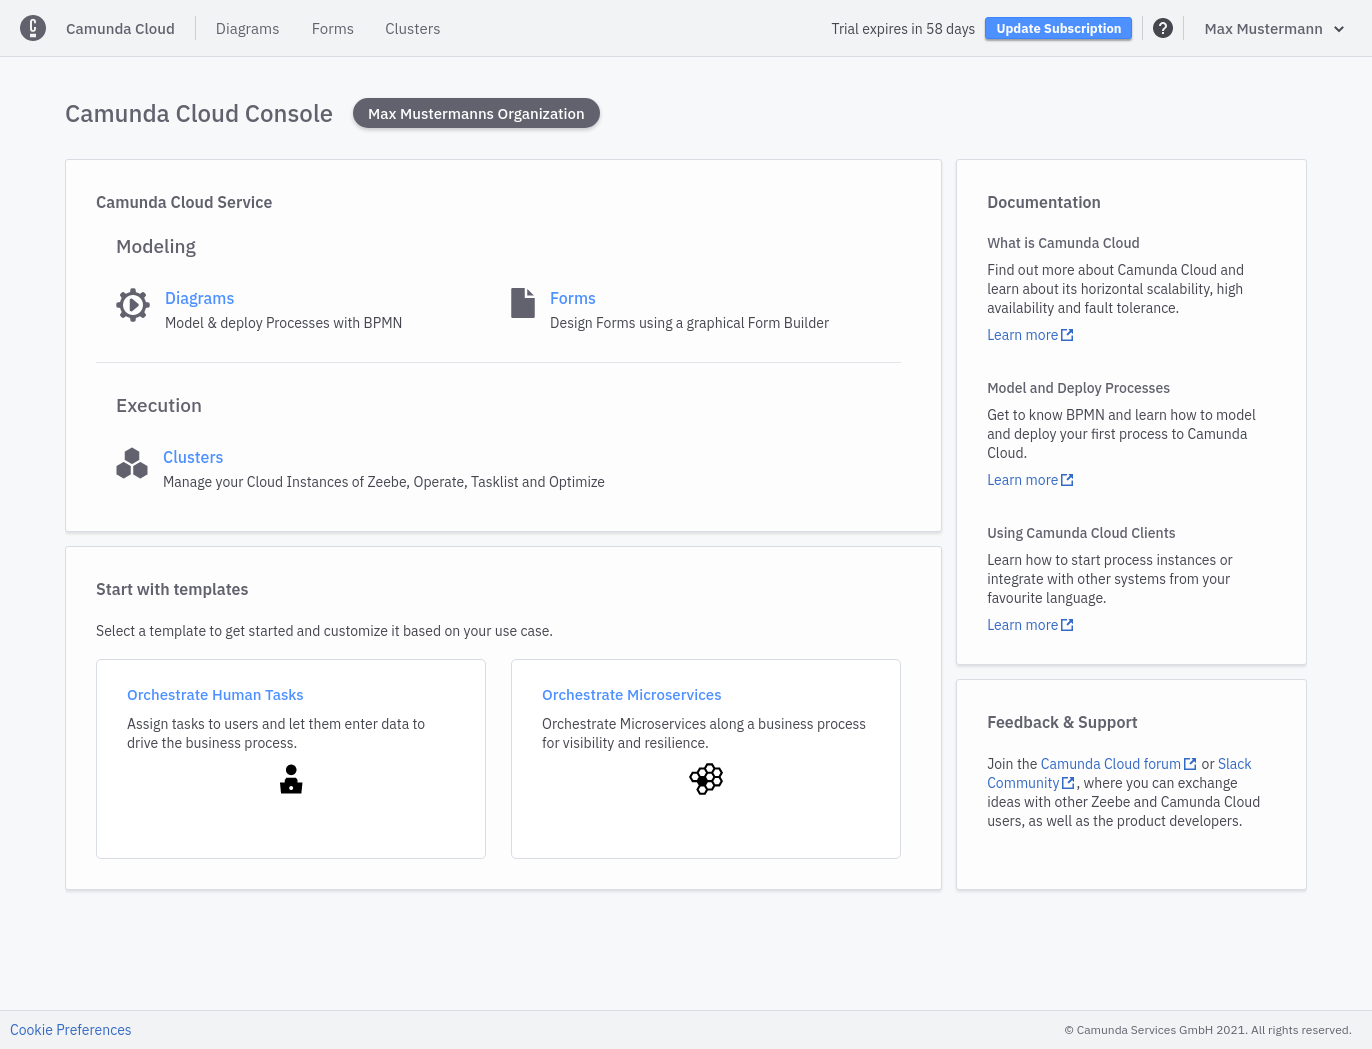 Camunda Cloud
Diagrams
Forms
Clusters
Trial expires in 58 days
Update Subscription
Max Mustermann
Camunda Cloud Console
Max Mustermanns Organization
Camunda Cloud Service
Modeling
Diagrams
Model & deploy Processes with BPMN
Forms
Design Forms using a graphical Form Builder
Execution
Clusters
Manage your Cloud Instances of Zeebe, Operate, Tasklist and Optimize
Start with templates
Select a template to get started and customize it based on your use case.
Orchestrate Human Tasks
Assign tasks to users and let them enter data to
drive the business process.
Orchestrate Microservices
Orchestrate Microservices along a business process
for visibility and resilience.
Documentation
What is Camunda Cloud
Find out more about Camunda Cloud and
learn about its horizontal scalability, high
availability and fault tolerance.
Learn more
Model and Deploy Processes
Get to know BPMN and learn how to model
and deploy your first process to Camunda
Cloud.
Learn more
Using Camunda Cloud Clients
Learn how to start process instances or
integrate with other systems from your
favourite language.
Learn more
Feedback & Support
Join the Camunda Cloud forum or Slack
Community, where you can exchange
ideas with other Zeebe and Camunda Cloud
users, as well as the product developers.
Cookie Preferences
© Camunda Services GmbH 2021. All rights reserved.